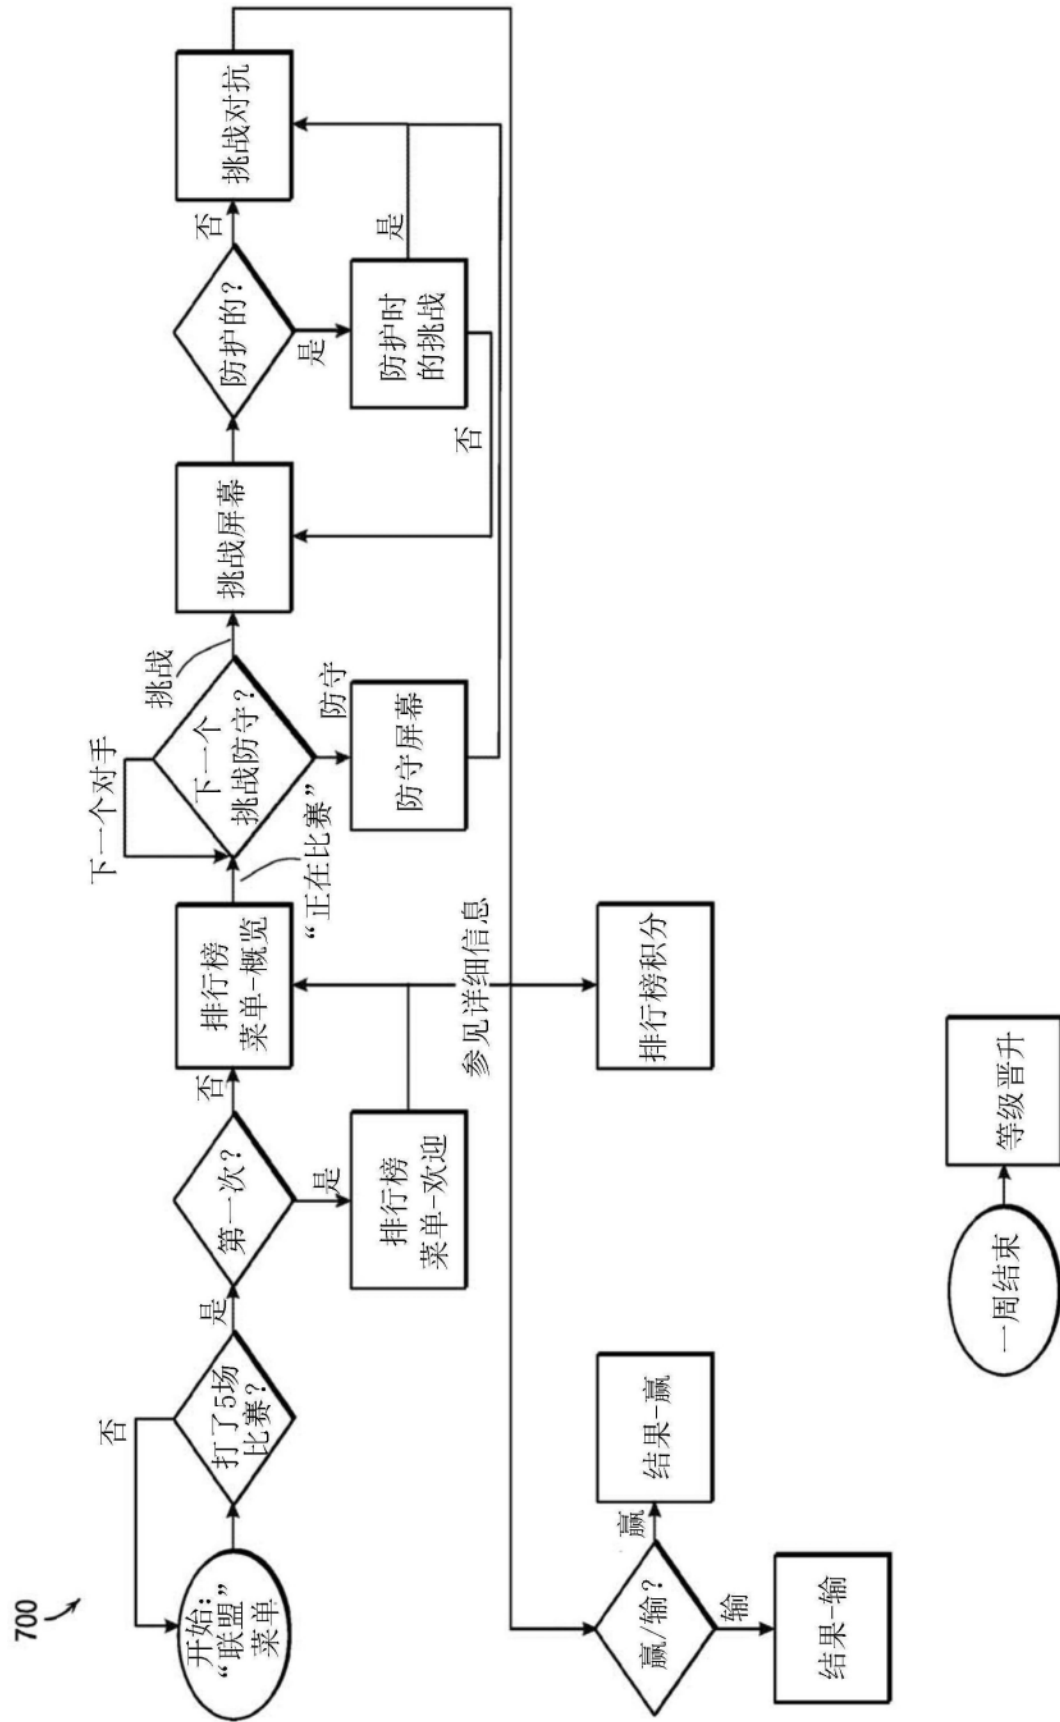 700
开始：
“联盟”
菜单
否
打了5场
比赛?
是
第一次?
否
是
排行榜
菜单-欢迎
排行榜
菜单-概览
“正在比赛”
参见详细信息
排行榜积分
下一个对手
下一个
挑战防守?
挑战
防守
防守屏幕
挑战屏幕
防护的?
否
是
防护时
的挑战
是
否
挑战对抗
赢/输?
赢
结果-赢
输
结果-输
一周结束
等级晋升